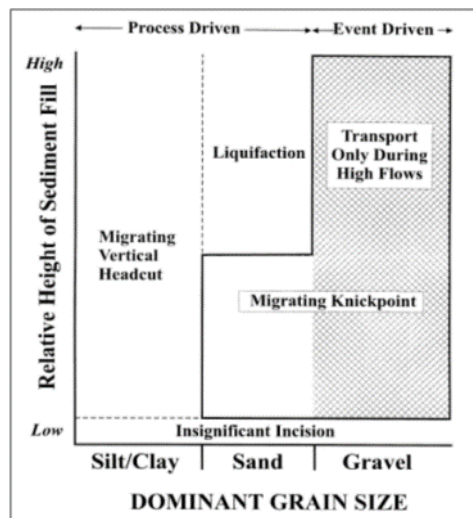 Process Driven
Event Driven
High
Relative Height of Sediment Fill
Liquifaction
Transport
Only During
High Flows
Migrating
Vertical
Headcut
Migrating Knickpoint
Low
Insignificant Incision
Silt/Clay
Sand
Gravel
DOMINANT GRAIN SIZE